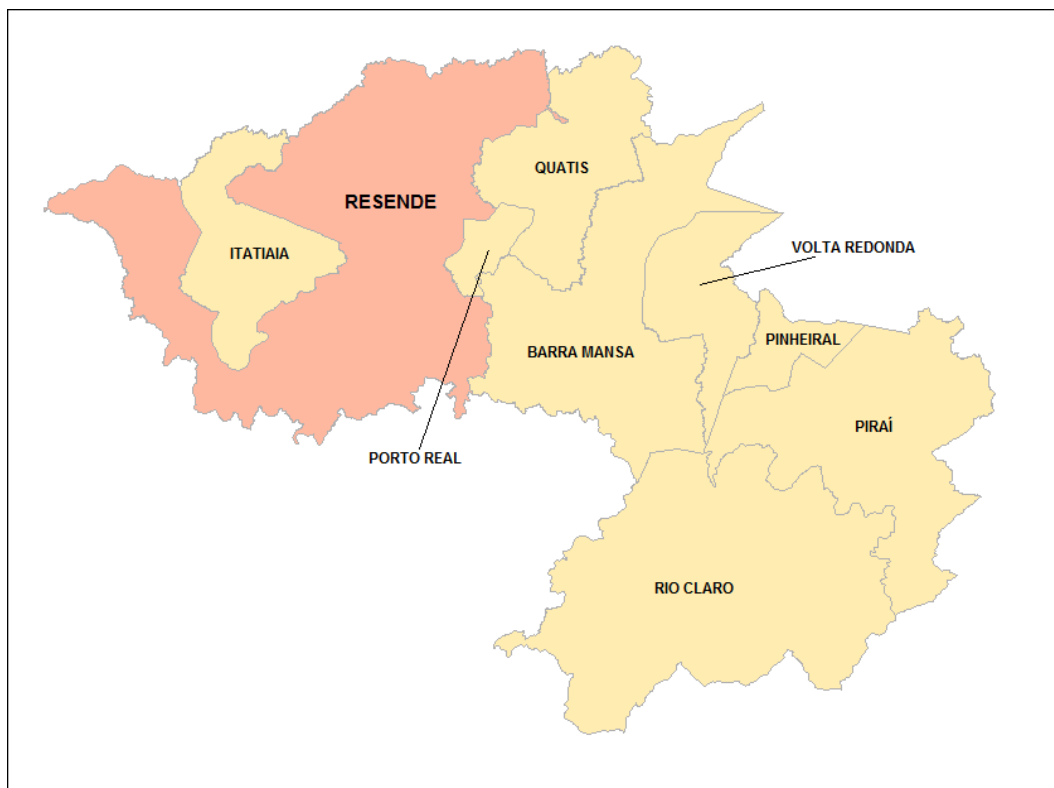 QUATIS
RESENDE
VOLTA REDONDA
ITATIAIA
PINHEIRAL
BARRA MANSA
PIRAÍ
PORTO REAL
RIO CLARO